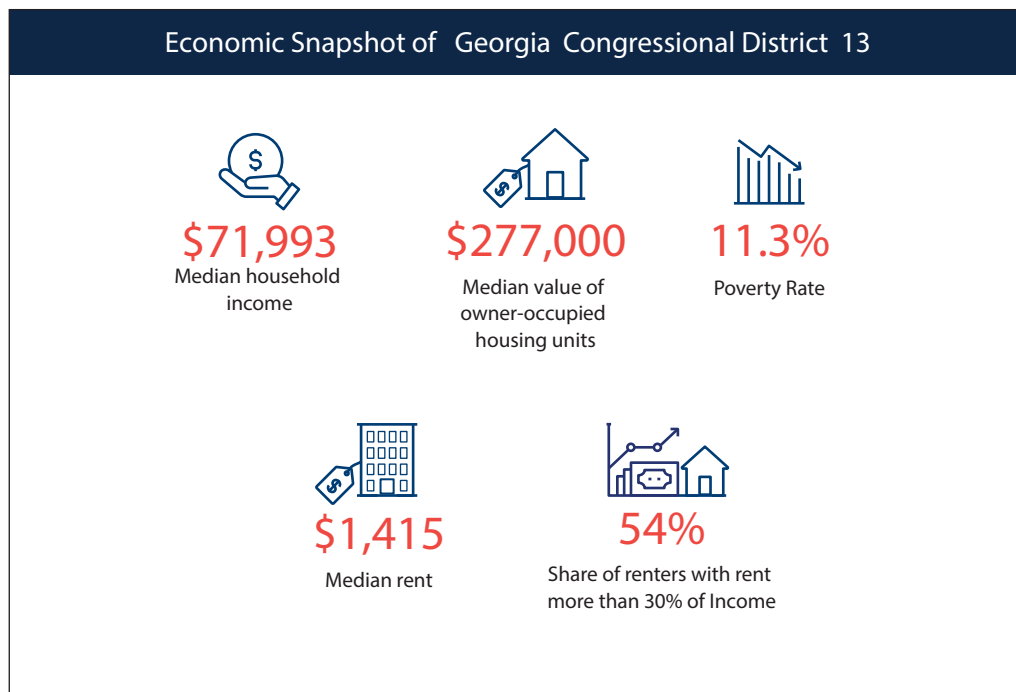 Economic Snapshot of Georgia Congressional District 13
$
$
$71,993
Median household
income
$277,000
Median value of
owner-occupied
housing units
11.3%
Poverty Rate
$
$1,415
Median rent
54%
Share of renters with rent
more than 30% of Income